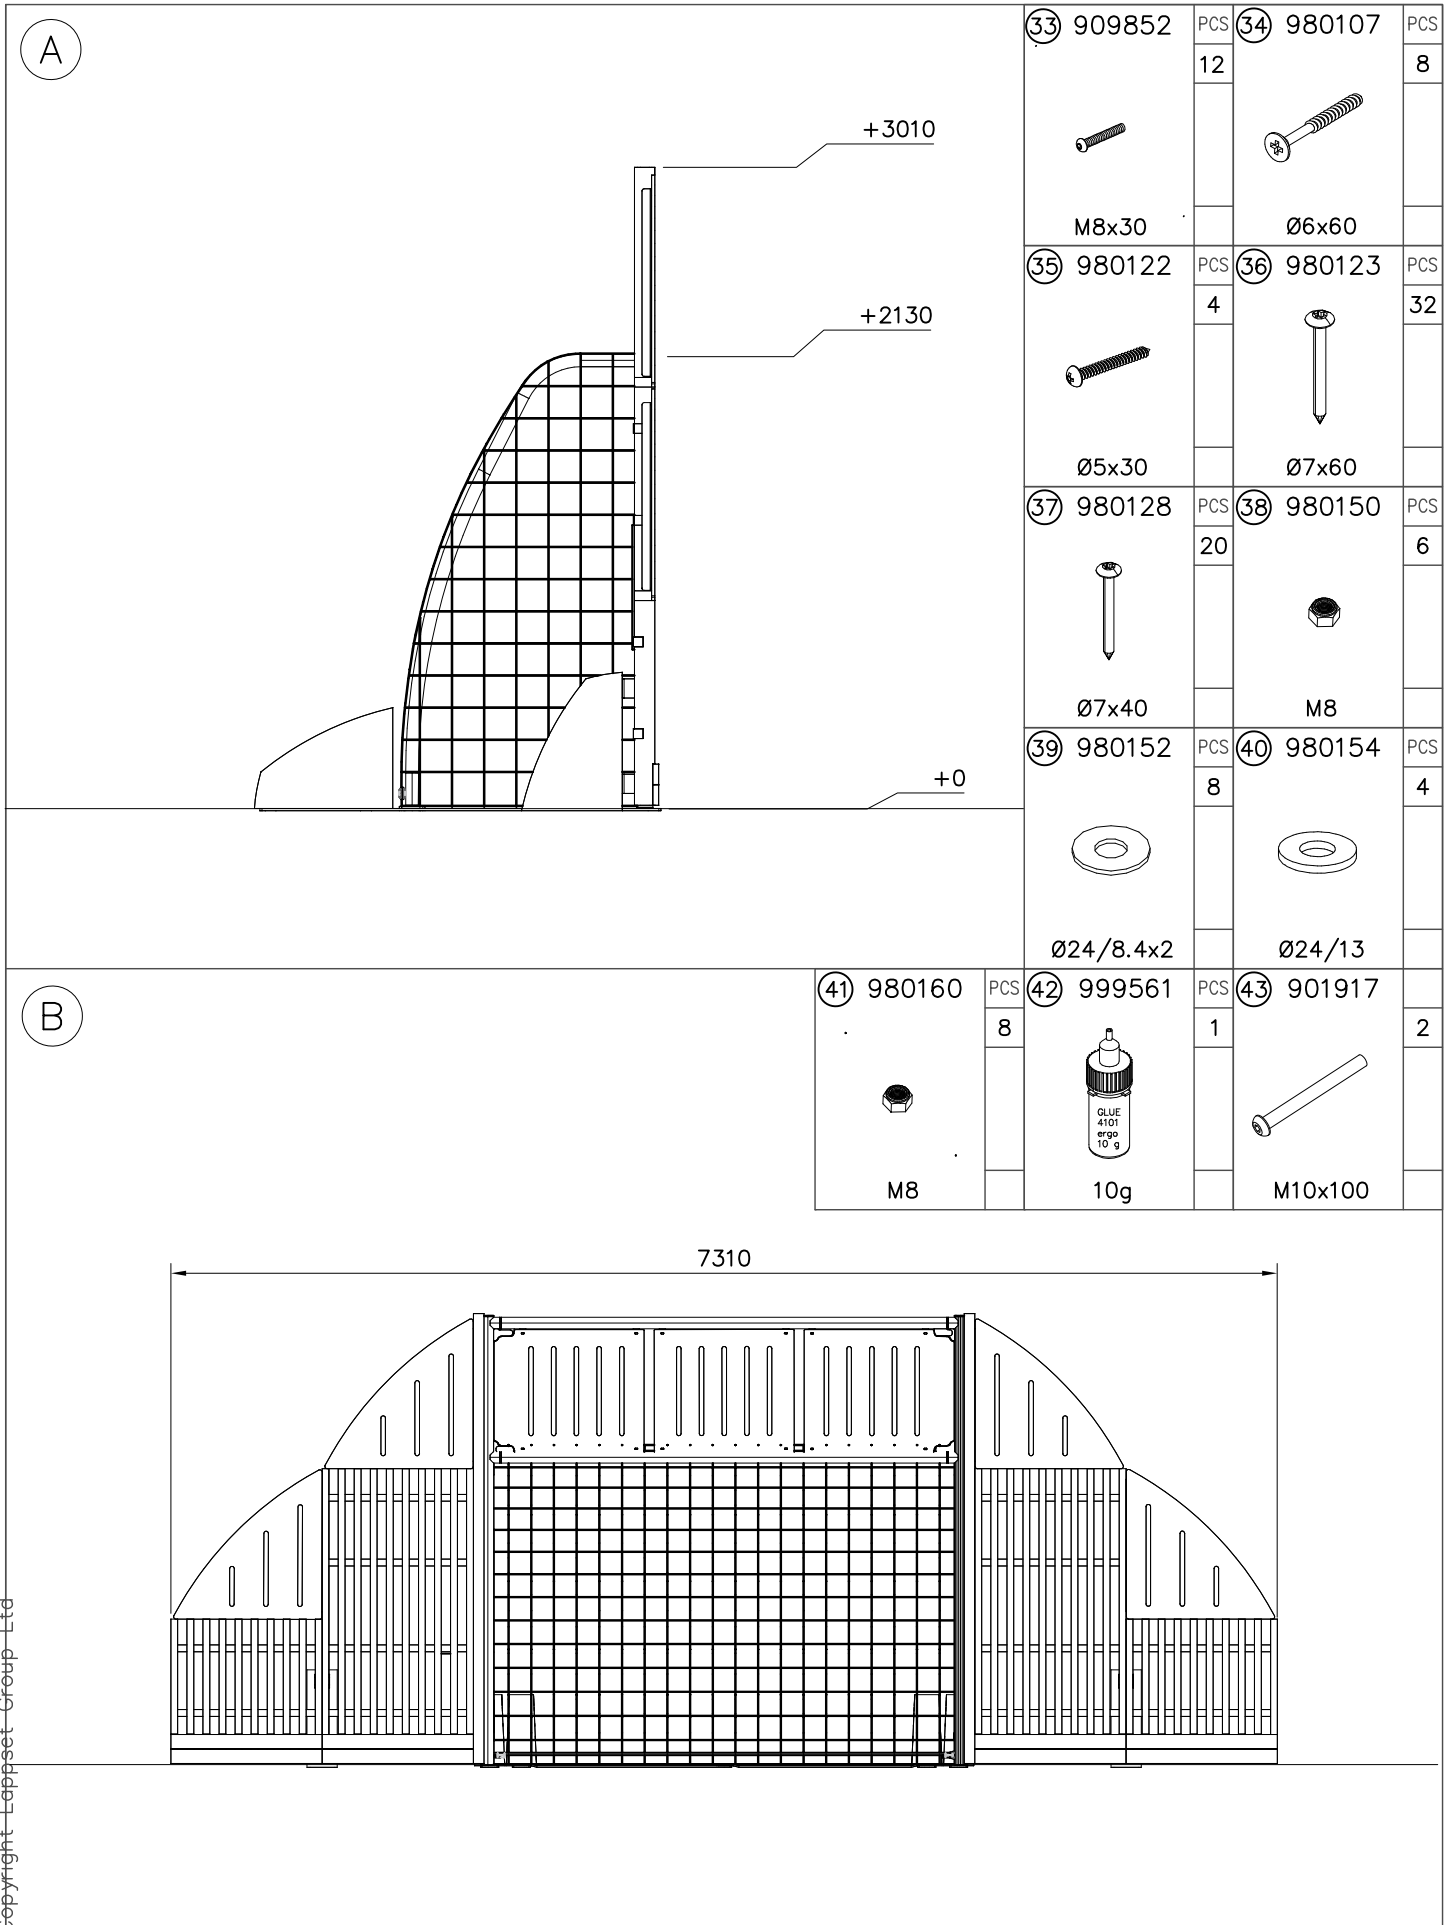 A
33 909852 PCS
12
M8x30
34 980107 PCS
8
Ø6x60
+3010
+2130
+0
35 980122 PCS
4
Ø5x30
36 980123 PCS
32
Ø7x60
37 980128 PCS
20
Ø7x40
38 980150 PCS
6
M8
39 980152 PCS
8
Ø24/8.4x2
40 980154 PCS
4
Ø24/13
B
41 980160 PCS
8
M8
42 999561 PCS
1
GLUE
4101
ergo
10 g
10g
43 901917
2
M10x100
7310
Copyright Lappset Group Ltd